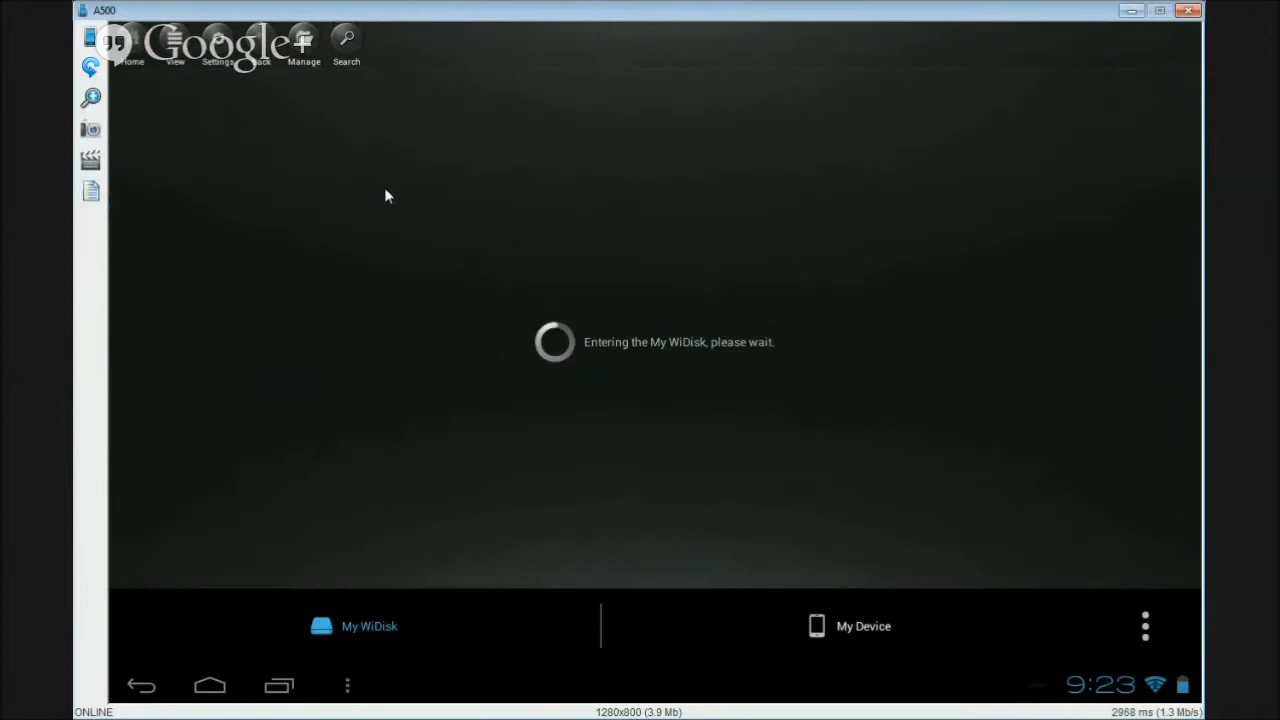 A500
Google+
Home View Settings Back Manage Search
Entering the My WiDisk, please wait.
My WiDisk
My Device
9:23
ONLINE
1280x800 (3.9 Mb)
2968 ms (1.3 Mb/s)